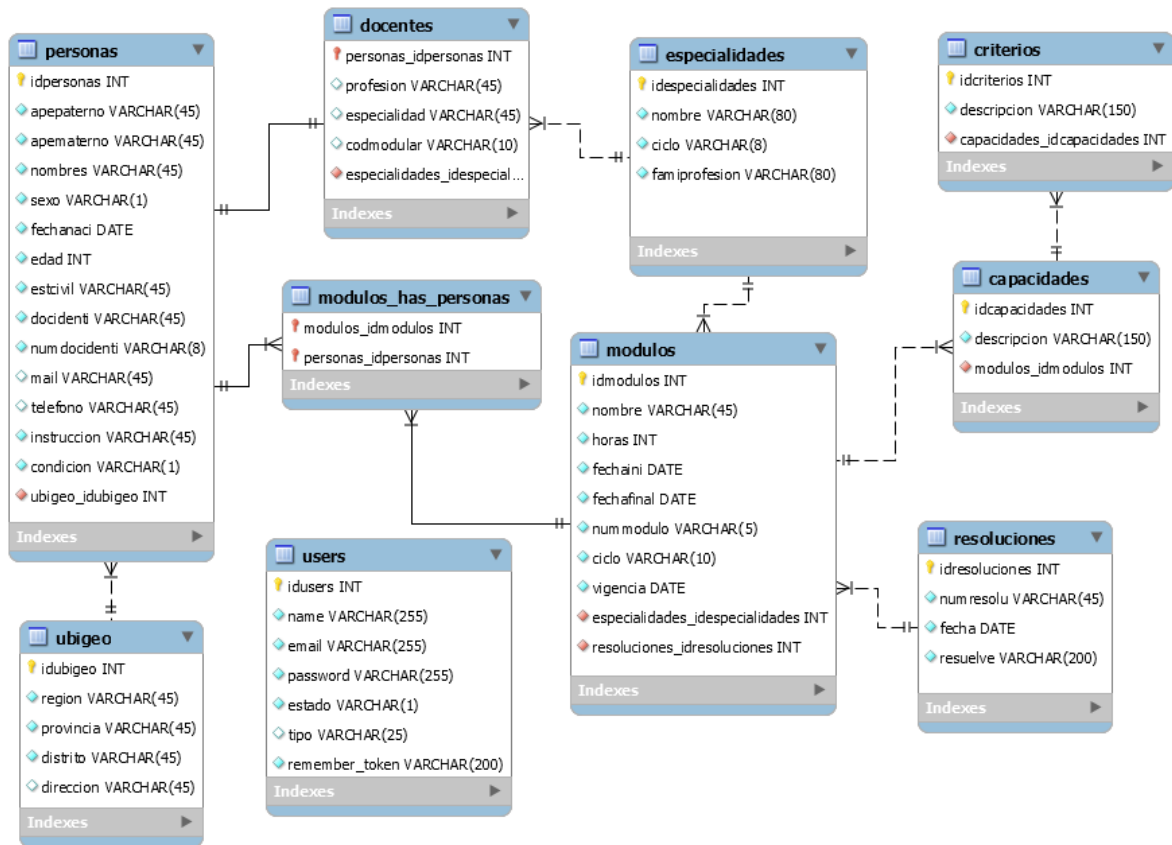 personas
idpersonas INT
apepaterno VARCHAR(45)
apematerno VARCHAR(45)
nombres VARCHAR(45)
sexo VARCHAR(1)
fechanaci DATE
edad INT
estcivil VARCHAR(45)
docidenti VARCHAR(45)
numdocidenti VARCHAR(8)
mail VARCHAR(45)
telefono VARCHAR(45)
instruccion VARCHAR(45)
condicion VARCHAR(1)
ubigeo_idubigeo INT
Indexes
docentes
personas_idpersonas INT
profesion VARCHAR(45)
especialidad VARCHAR(45)
codmodular VARCHAR(10)
especialidades_idespecial...
Indexes
especialidades
idespecialidades INT
nombre VARCHAR(80)
ciclo VARCHAR(8)
famiprofesion VARCHAR(80)
Indexes
criterios
idcriterios INT
descripcion VARCHAR(150)
capacidades_idcapacidades INT
Indexes
modulos_has_personas
modulos_idmodulos INT
personas_idpersonas INT
Indexes
capacidades
idcapacidades INT
descripcion VARCHAR(150)
modulos_idmodulos INT
Indexes
modulos
idmodulos INT
nombre VARCHAR(45)
horas INT
fechaini DATE
fechafinal DATE
nummodulo VARCHAR(5)
ciclo VARCHAR(10)
vigencia DATE
especialidades_idespecialidades INT
resoluciones_idresoluciones INT
Indexes
resoluciones
idresoluciones INT
numresolu VARCHAR(45)
fecha DATE
resuelve VARCHAR(200)
Indexes
users
idusers INT
name VARCHAR(255)
email VARCHAR(255)
password VARCHAR(255)
estado VARCHAR(1)
tipo VARCHAR(25)
remember_token VARCHAR(200)
Indexes
ubigeo
idubigeo INT
region VARCHAR(45)
provincia VARCHAR(45)
distrito VARCHAR(45)
direccion VARCHAR(45)
Indexes